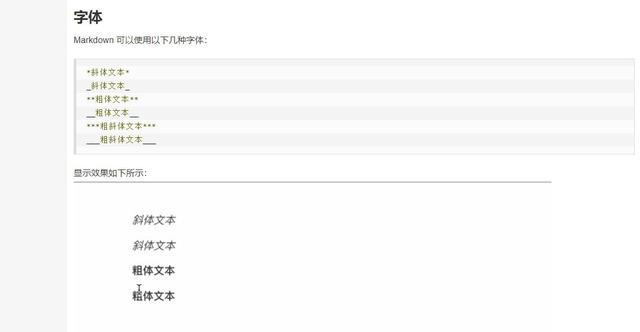 字体
Markdown 可以使用以下几种字体：
*斜体文本*
_斜体文本_
**粗体文本**
__粗体文本__
***粗斜体文本***
___粗斜体文本___
显示效果如下所示：
斜体文本
斜体文本
粗体文本
粗体文本